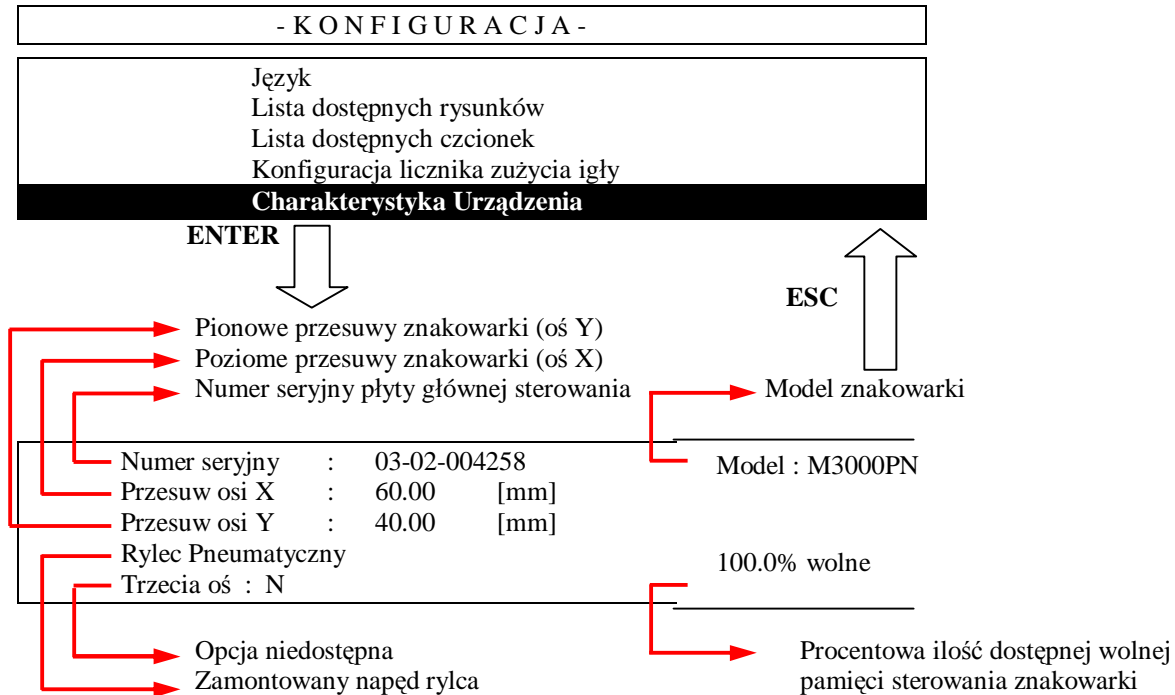 - K O N F I G U R A C J A -
Język
Lista dostępnych rysunków
Lista dostępnych czcionek
Konfiguracja licznika zużycia igły
Charakterystyka Urządzenia
ENTER
ESC
Pionowe przesuwy znakowarki (oś Y)
Poziome przesuwy znakowarki (oś X)
Numer seryjny płyty głównej sterowania
Model znakowarki
Numer seryjny : 03-02-004258
Model : M3000PN
Przesuw osi X : 60.00 [mm]
Przesuw osi Y : 40.00 [mm]
Rylec Pneumatyczny
100.0% wolne
Trzecia oś : N
Opcja niedostępna
Zamontowany napęd rylca
Procentowa ilość dostępnej wolnej
pamięci sterowania znakowarki